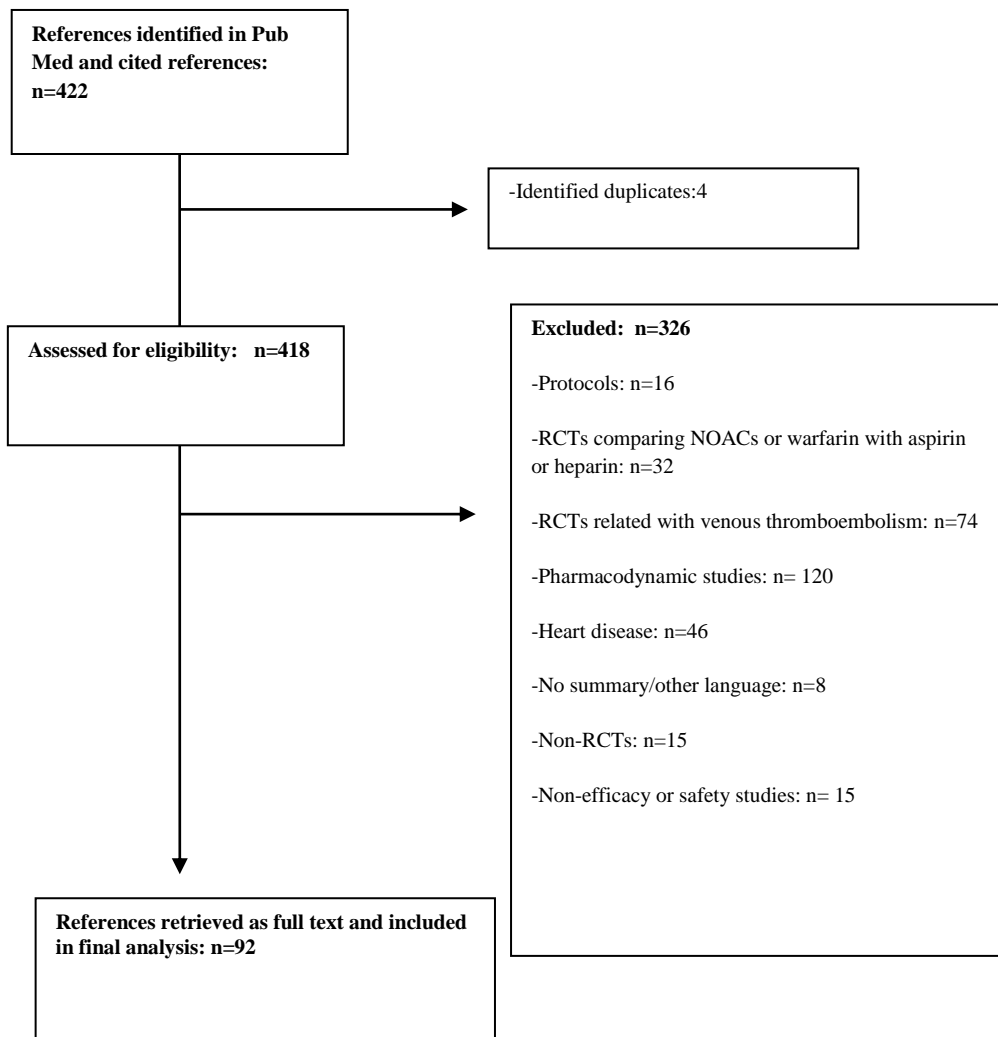 References identified in Pub
Med and cited references:
n=422
-Identified duplicates:4
Assessed for eligibility:   n=418
Excluded:  n=326
-Protocols: n=16
-RCTs comparing NOACs or warfarin with aspirin
or heparin: n=32
-RCTs related with venous thromboembolism: n=74
-Pharmacodynamic studies: n= 120
-Heart disease: n=46
-No summary/other language: n=8
-Non-RCTs: n=15
-Non-efficacy or safety studies: n= 15
References retrieved as full text and included
in final analysis: n=92